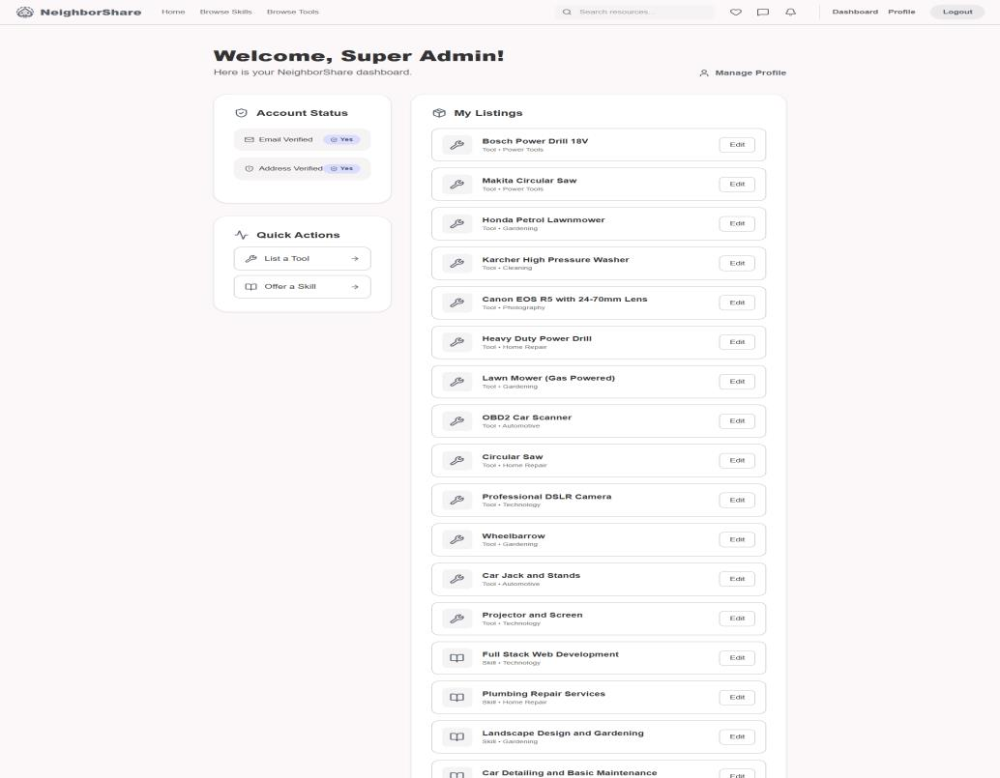 NeighborShare
Home
Browse Skills
Browse Tools
Search resources...
Dashboard
Profile
Logout
Welcome, Super Admin!
Here is your NeighborShare dashboard.
Manage Profile
Account Status
Email Verified
Yes
Address Verified
Yes
Quick Actions
List a Tool
Offer a Skill
My Listings
Bosch Power Drill 18V
Tool • Power Tools
Edit
Makita Circular Saw
Tool • Power Tools
Edit
Honda Petrol Lawnmower
Tool • Gardening
Edit
Karcher High Pressure Washer
Tool • Cleaning
Edit
Canon EOS R5 with 24-70mm Lens
Tool • Photography
Edit
Heavy Duty Power Drill
Tool • Home Repair
Edit
Lawn Mower (Gas Powered)
Tool • Gardening
Edit
OBD2 Car Scanner
Tool • Automotive
Edit
Circular Saw
Tool • Home Repair
Edit
Professional DSLR Camera
Tool • Technology
Edit
Wheelbarrow
Tool • Gardening
Edit
Car Jack and Stands
Tool • Automotive
Edit
Projector and Screen
Tool • Technology
Edit
Full Stack Web Development
Skill • Technology
Edit
Plumbing Repair Services
Skill • Home Repair
Edit
Landscape Design and Gardening
Skill • Gardening
Edit
Car Detailing and Basic Maintenance
Edit